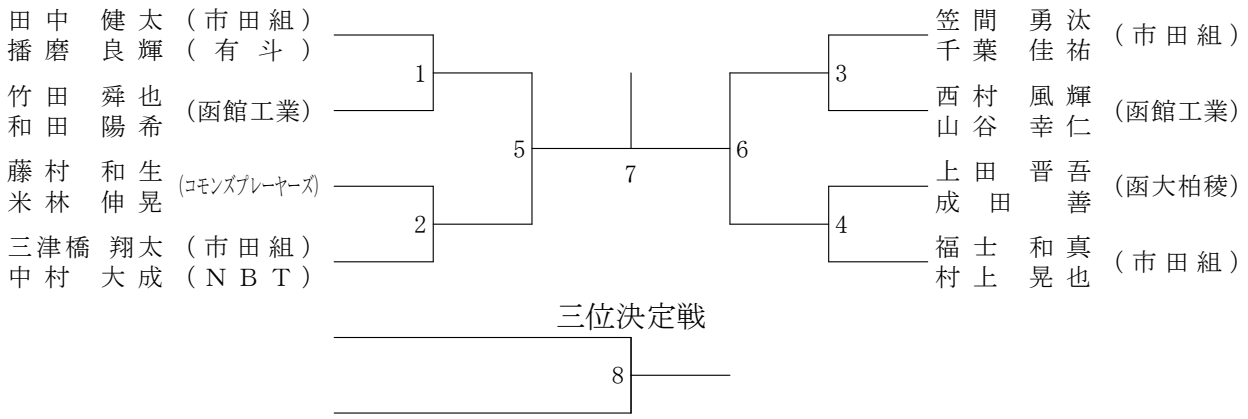 田中 健太 (市田組)
播磨 良輝 (有斗)
1
竹田 舜也
和田 陽希 (函館工業)
5
藤村 和生
米林 伸晃 (コモンズプレーヤーズ)
2
三津橋 翔太 (市田組)
中村 大成 (NBT)
7
笠間 勇汰
千葉 佳祐 (市田組)
3
西村 風輝
山谷 幸仁 (函館工業)
6
上田 晋吾
成田 善 (函大柏稜)
4
福士 和真
村上 晃也 (市田組)
三位決定戦
8